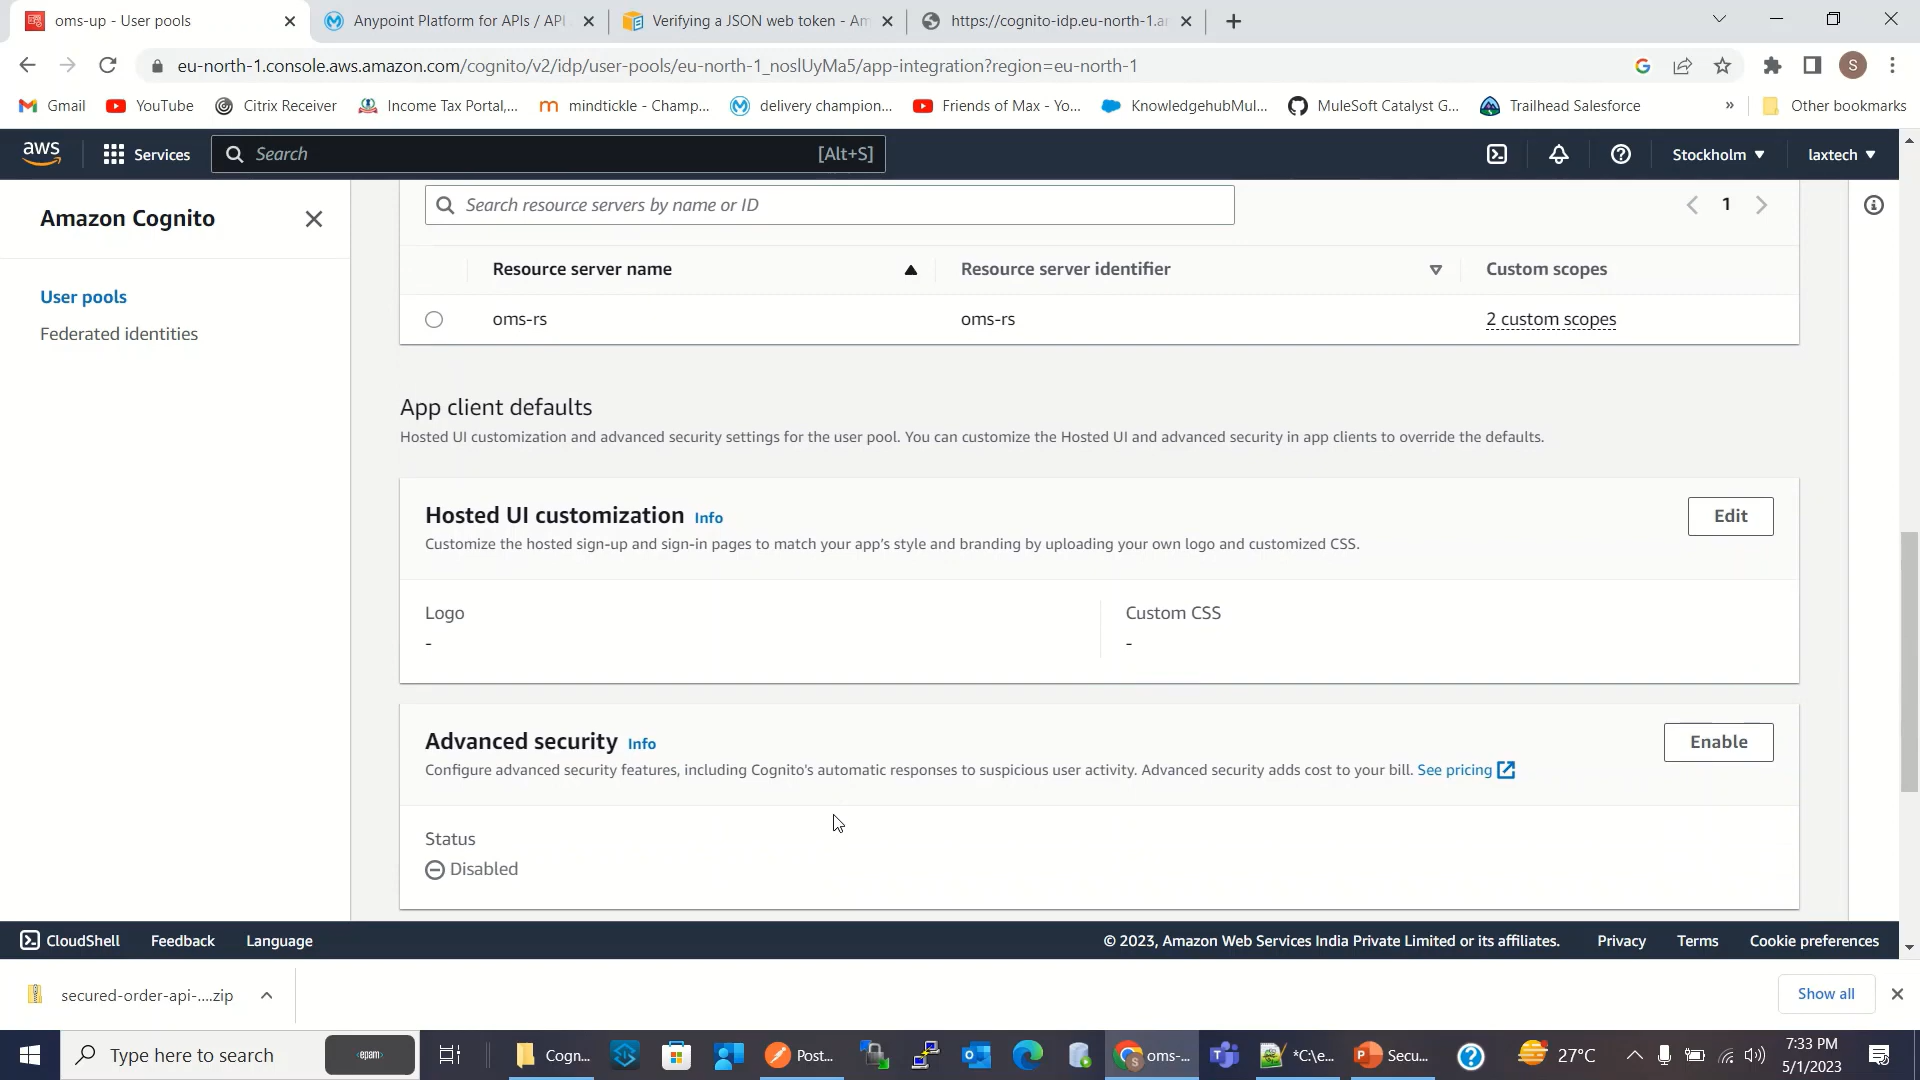 oms-up - User pools
Anypoint Platform for APIs / API
Verifying a JSON web token - Am
https://cognito-idp.eu-north-1.a
eu-north-1.console.aws.amazon.com/cognito/v2/idp/user-pools/eu-north-1_noslUyMa5/app-integration?region=eu-north-1
S
Gmail
YouTube
Citrix Receiver
Income Tax Portal,...
mindtickle - Champ...
delivery champion...
Friends of Max - Yo...
KnowledgehubMul...
MuleSoft Catalyst G...
Trailhead Salesforce
»
Other bookmarks
aws
Services
Search
[Alt+S]
Stockholm
laxtech
Amazon Cognito
User pools
Federated identities
Search resource servers by name or ID
1
Resource server name
Resource server identifier
Custom scopes
oms-rs
oms-rs
2 custom scopes
App client defaults
Hosted UI customization and advanced security settings for the user pool. You can customize the Hosted UI and advanced security in app clients to override the defaults.
Hosted UI customization Info
Edit
Customize the hosted sign-up and sign-in pages to match your app's style and branding by uploading your own logo and customized CSS.
Logo
-
Custom CSS
-
Advanced security Info
Enable
Configure advanced security features, including Cognito's automatic responses to suspicious user activity. Advanced security adds cost to your bill. See pricing
Status
Disabled
CloudShell
Feedback
Language
© 2023, Amazon Web Services India Private Limited or its affiliates.
Privacy
Terms
Cookie preferences
secured-order-api-....zip
Show all
Type here to search
<epam>
Cogn...
Post...
oms-...
*C:\e...
Secu...
27°C
7:33 PM
5/1/2023